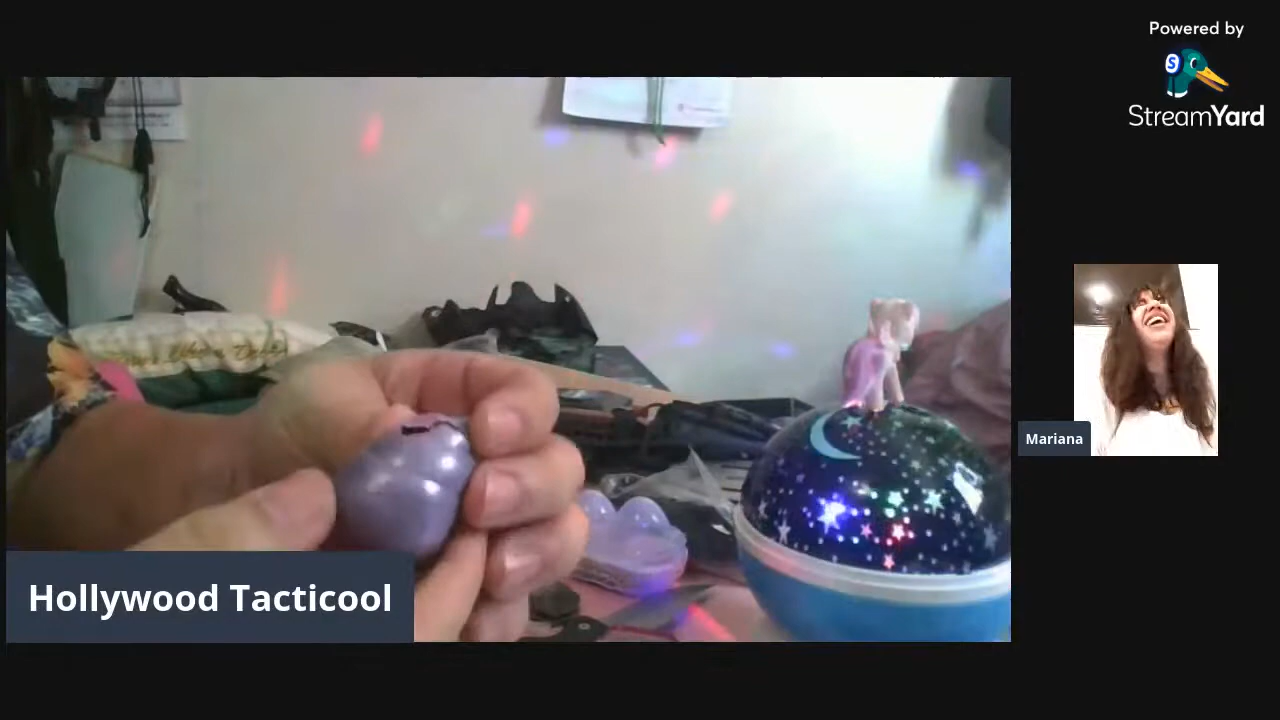 Powered by
S
StreamYard
Mariana
Hollywood Tacticool